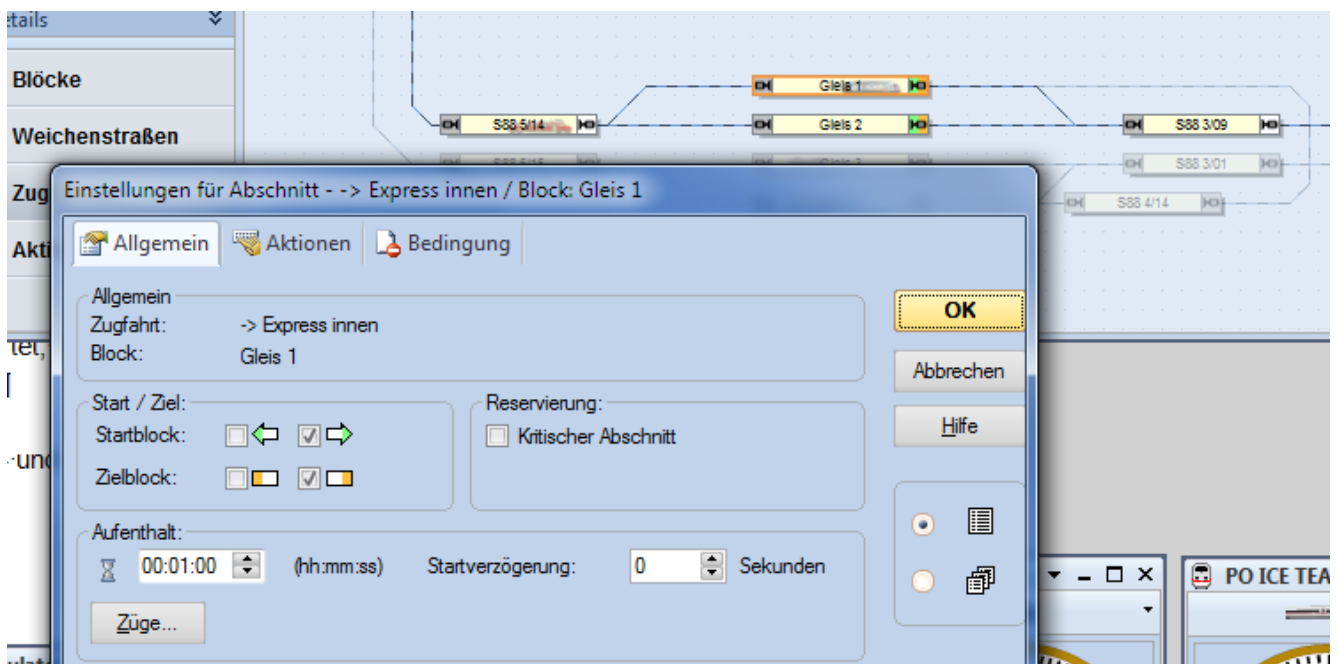 etails
Blöcke
Weichenstraßen
Zug
Akti
Gleis 1
S88 5/14
Gleis 2
S88 3/09
S88 3/01
S88 4/14
Einstellungen für Abschnitt - -> Express innen / Block: Gleis 1
Allgemein Aktionen Bedingung
Allgemein
Zugfahrt: -> Express innen
Block: Gleis 1
Start / Ziel:
Startblock:
Zielblock:
Reservierung:
Kritischer Abschnitt
Aufenthalt:
00:01:00 (hh:mm:ss) Startverzögerung: 0 Sekunden
Züge...
OK
Abbrechen
Hilfe
PO ICE TEA